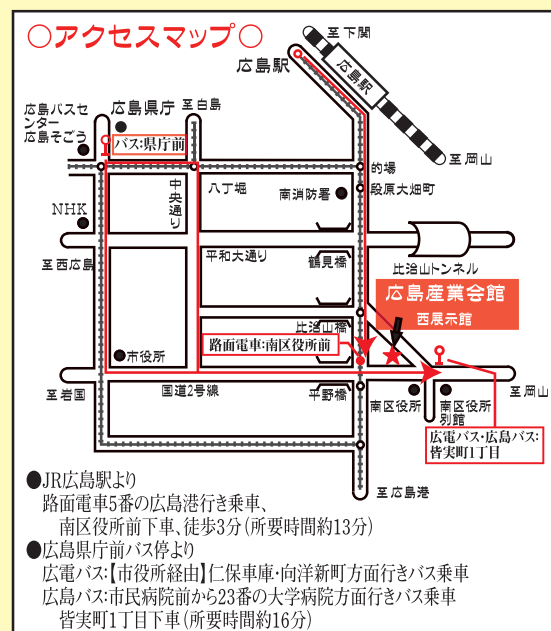 ○アクセスマップ○
至下関
広島駅
広島駅
広島バスセ
ンター
広島そごう
広島県庁
至白島
バス:県庁前
至岡山
的場
段原大畑町
中央通り
八丁堀
南消防署
NHK
至西広島
平和大通り
鶴見橋
比治山トンネル
広島産業会館
西展示館
比治山橋
路面電車:南区役所前
市役所
至岩国
国道2号線
平野橋
南区役所
南区役所
別館
至岡山
広電バス・広島バス:
皆実町1丁目
至広島港
●JR広島駅より
路面電車5番の広島港行き乗車、
南区役所前下車、徒歩3分(所要時間約13分)
●広島県庁前バス停より
広電バス:【市役所経由】仁保車庫・向洋新町方面行きバス乗車
広島バス:市民病院前から23番の大学病院方面行きバス乗車
皆実町1丁目下車(所要時間約16分)